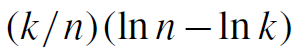 (k/n)(ln n – ln k)